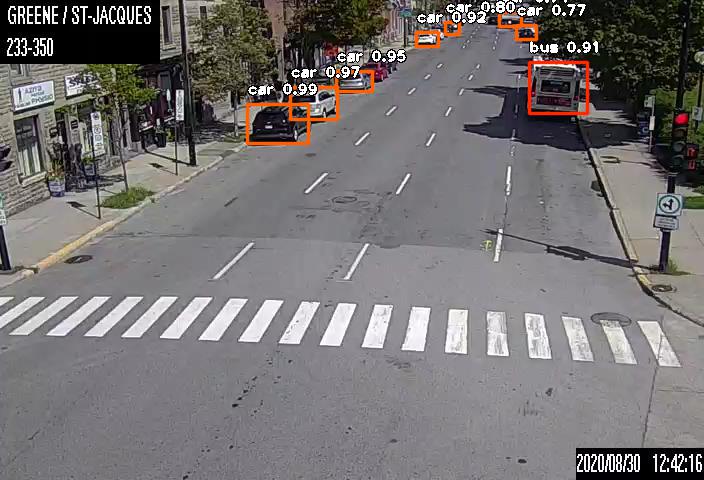 GREENE / ST-JACQUES
233-350
car 0.80
car 0.77
car 0.92
bus 0.91
car 0.95
car 0.97
car 0.99
2020/08/30 12:42:16